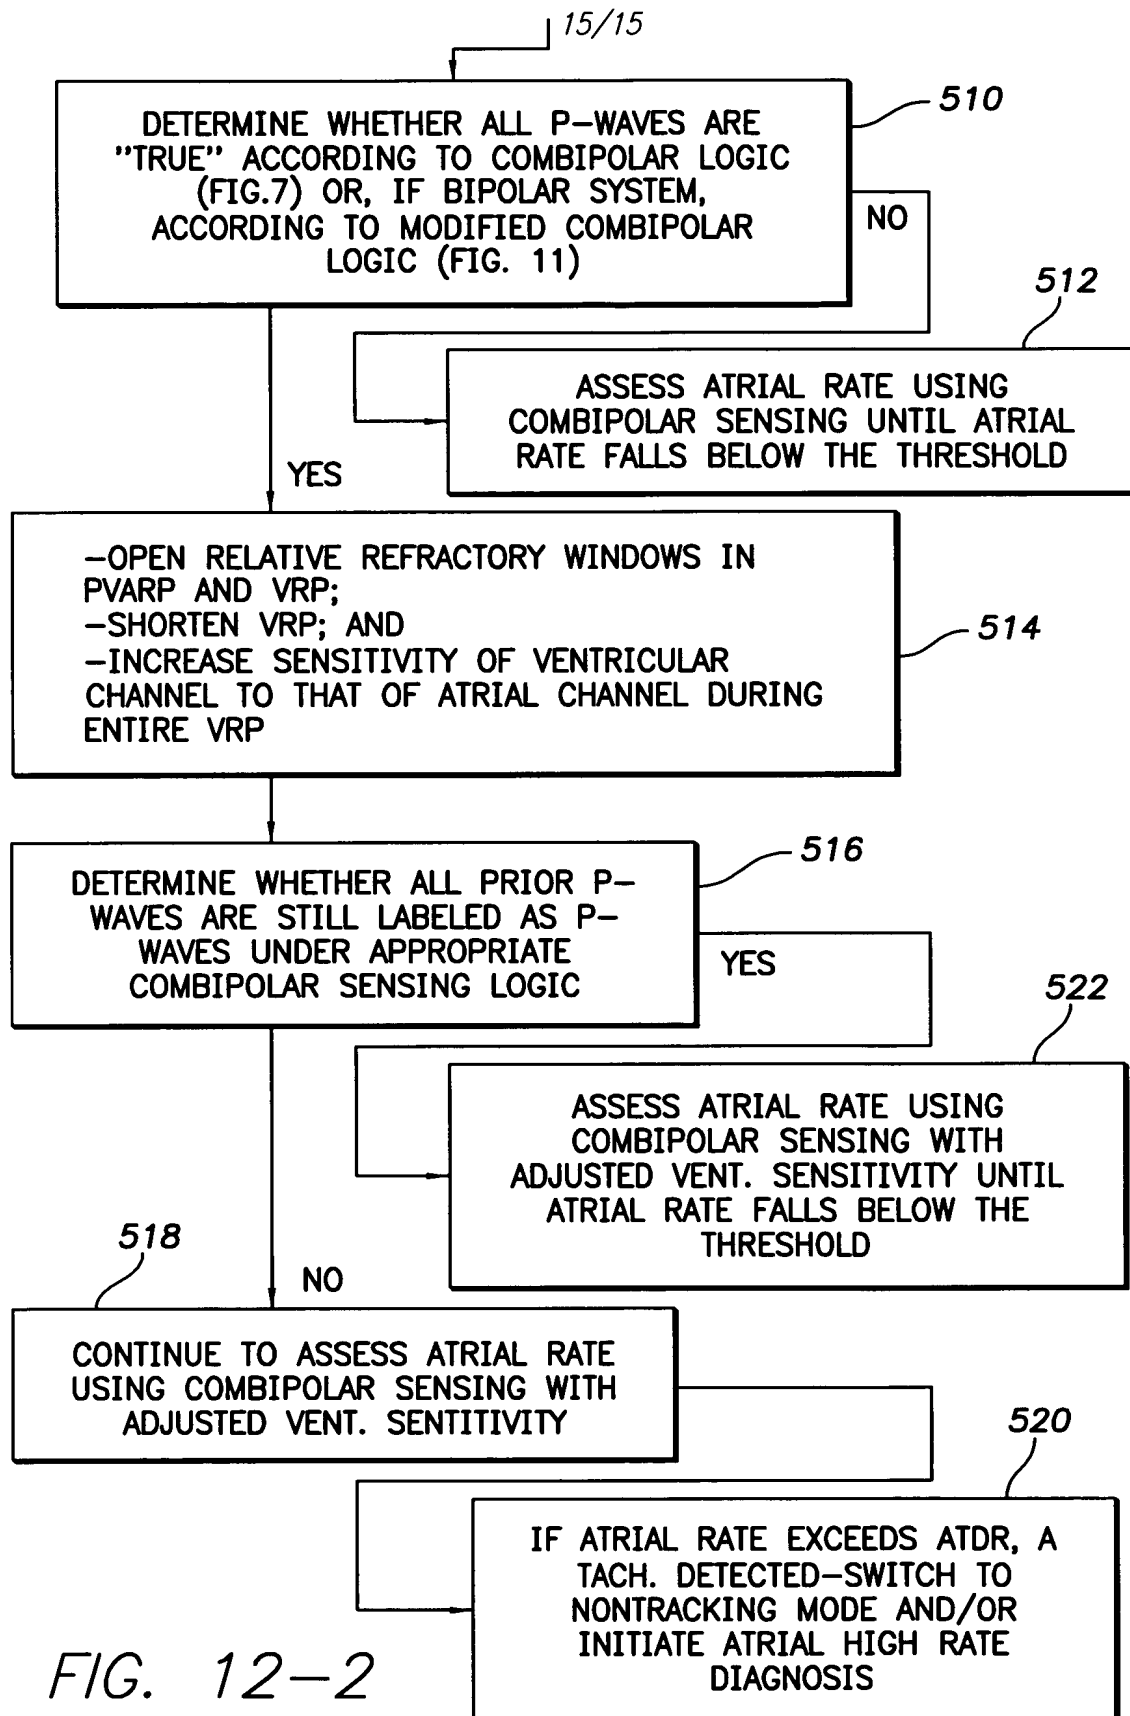 15/15
DETERMINE WHETHER ALL P-WAVES ARE
"TRUE" ACCORDING TO COMBIPOLAR LOGIC
(FIG.7) OR, IF BIPOLAR SYSTEM,
ACCORDING TO MODIFIED COMBIPOLAR
LOGIC (FIG. 11)
510
NO
512
ASSESS ATRIAL RATE USING
COMBIPOLAR SENSING UNTIL ATRIAL
RATE FALLS BELOW THE THRESHOLD
YES
-OPEN RELATIVE REFRACTORY WINDOWS IN
PVARP AND VRP;
-SHORTEN VRP; AND
-INCREASE SENSITIVITY OF VENTRICULAR
CHANNEL TO THAT OF ATRIAL CHANNEL DURING
ENTIRE VRP
514
516
DETERMINE WHETHER ALL PRIOR P-
WAVES ARE STILL LABELED AS P-
WAVES UNDER APPROPRIATE
COMBIPOLAR SENSING LOGIC
YES
522
ASSESS ATRIAL RATE USING
COMBIPOLAR SENSING WITH
ADJUSTED VENT. SENSITIVITY UNTIL
ATRIAL RATE FALLS BELOW THE
THRESHOLD
518
NO
CONTINUE TO ASSESS ATRIAL RATE
USING COMBIPOLAR SENSING WITH
ADJUSTED VENT. SENTITIVITY
520
IF ATRIAL RATE EXCEEDS ATDR, A
TACH. DETECTED-SWITCH TO
NONTRACKING MODE AND/OR
INITIATE ATRIAL HIGH RATE
DIAGNOSIS
FIG. 12-2